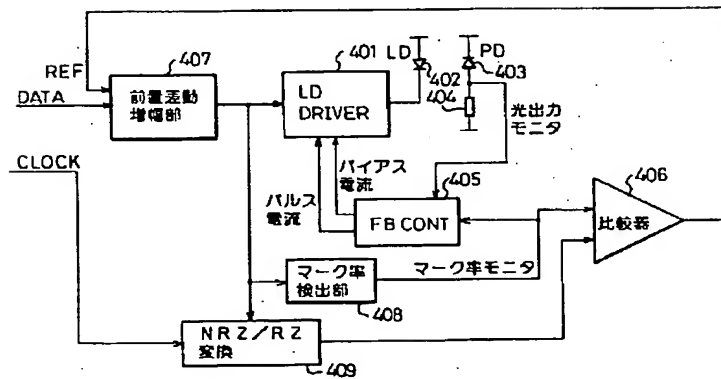 REF
DATA
CLOCK
407
前置差動
増幅部
401
LD
DRIVER
LD
402
PD
403
404
光出力
モニタ
バイアス
電流
パルス
電流
405
FB CONT
406
比較器
マーク率
検出部
408
マーク率モニタ
NRZ/RZ
変換
409